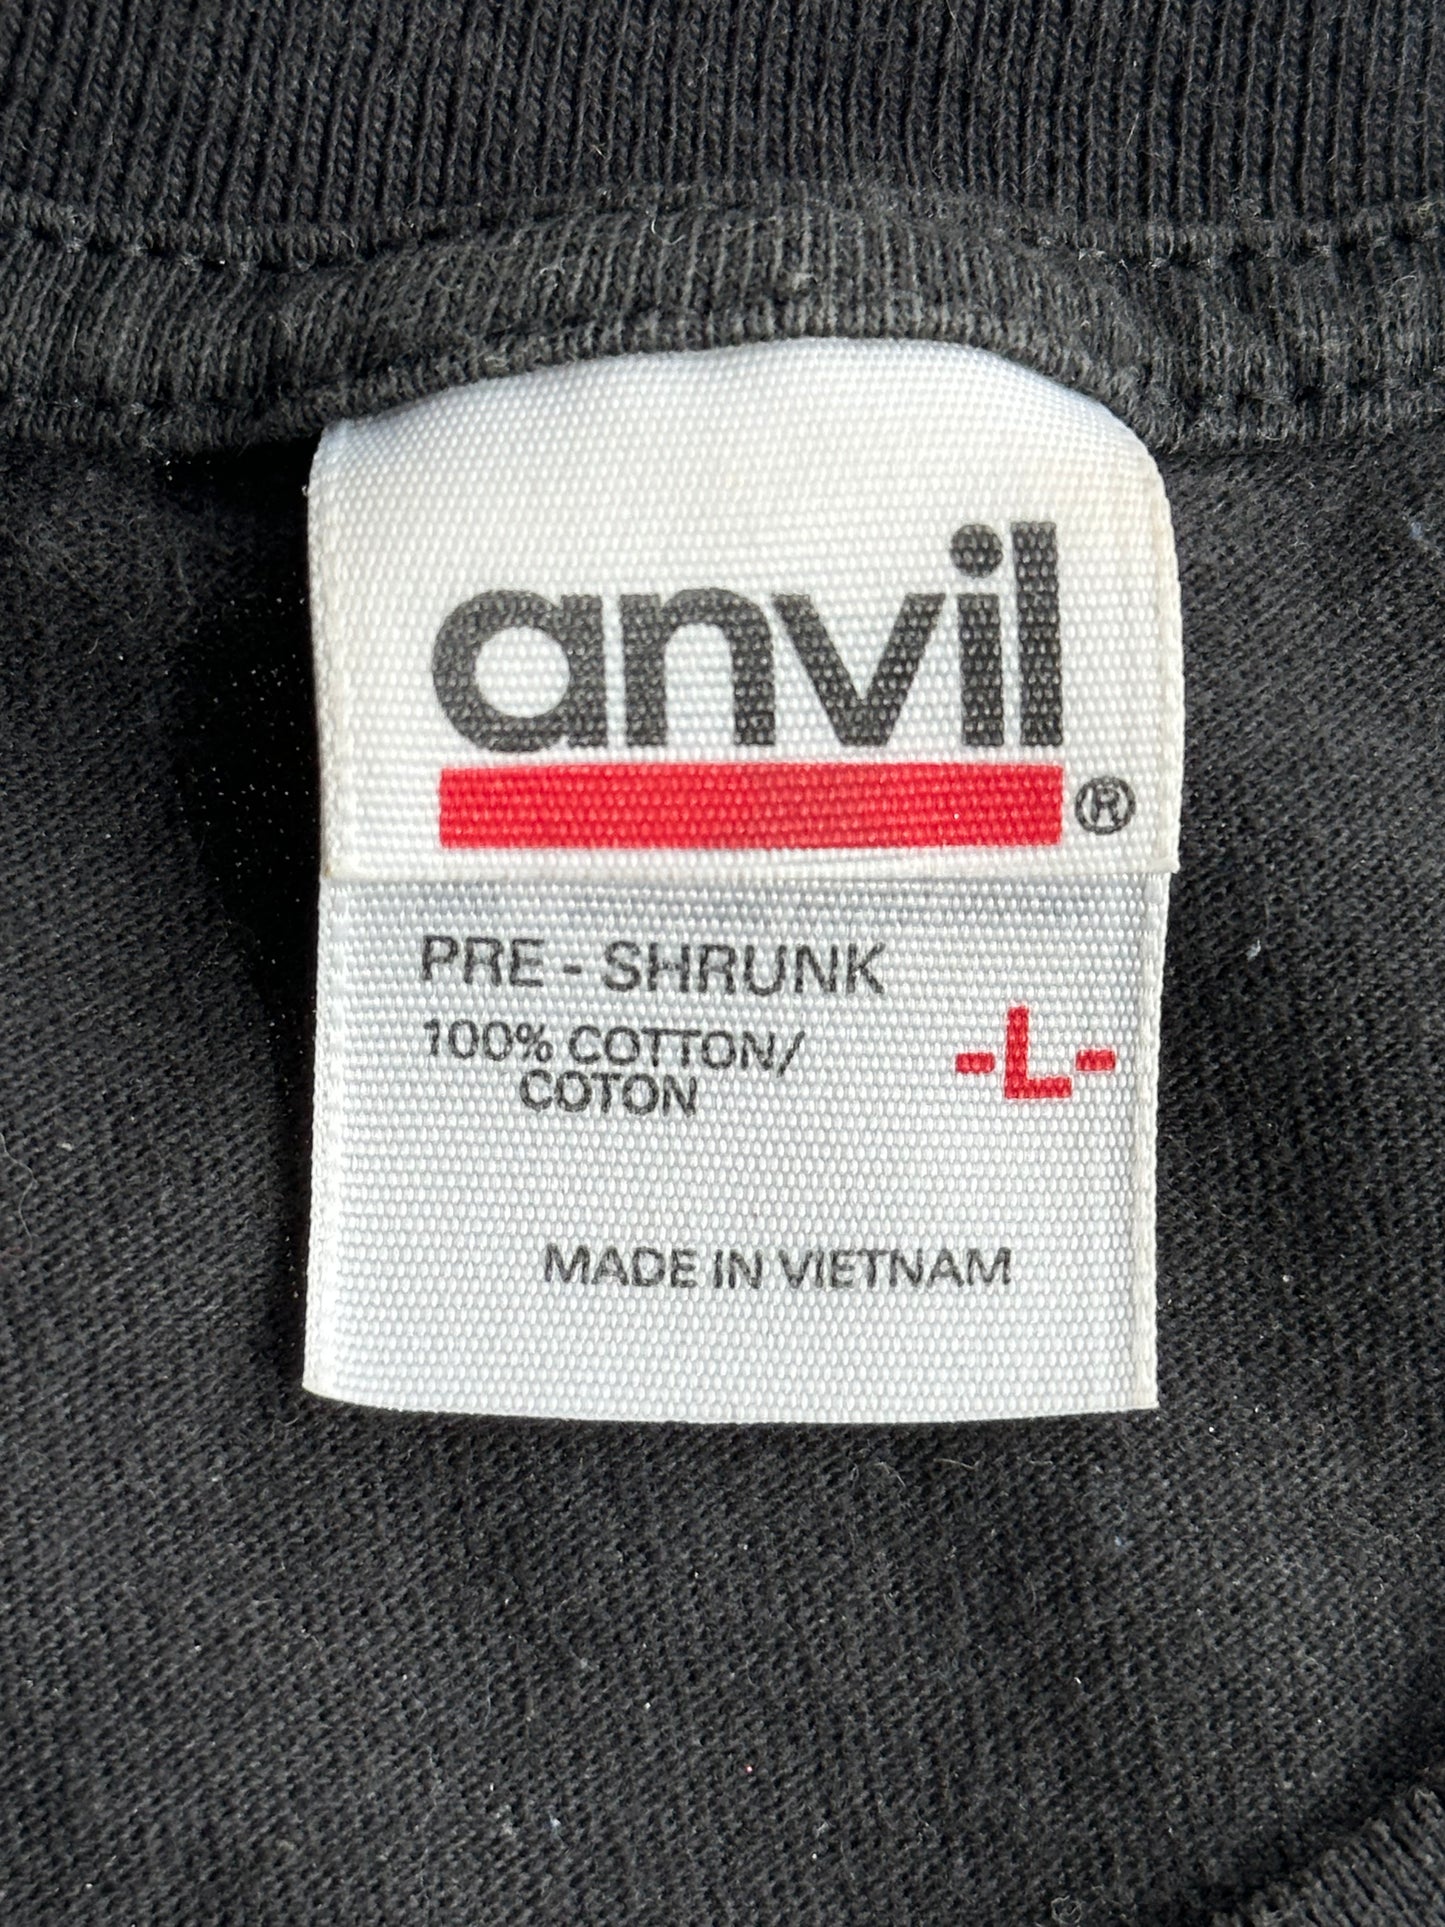 anvil
®
PRE - SHRUNK
100% COTTON/
COTON
-L-
MADE IN VIETNAM